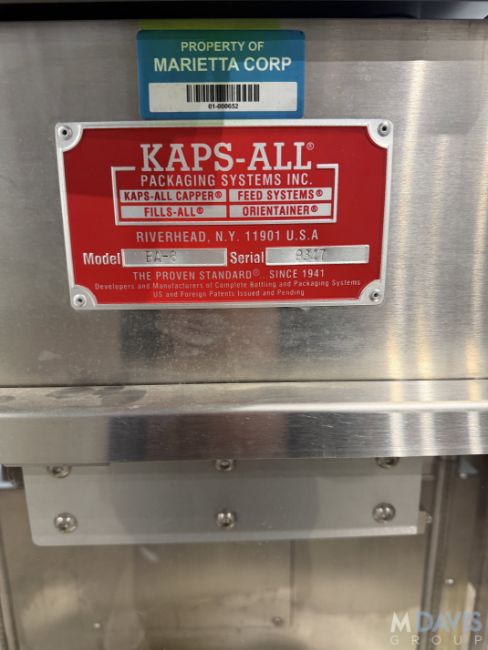 PROPERTY OF
MARIETTA CORP
01-000652
KAPS-ALL®
PACKAGING SYSTEMS INC.
KAPS-ALL CAPPER® FEED SYSTEMS®
FILLS-ALL® ORIENTAINER®
RIVERHEAD, N.Y. 11901 U.S.A
Model Serial
THE PROVEN STANDARD®.. SINCE 1941
Developers and Manufacturers of Complete Bottling and Packaging Systems
US and Foreign Patents Issued and Pending
MDAVIS
GROUP